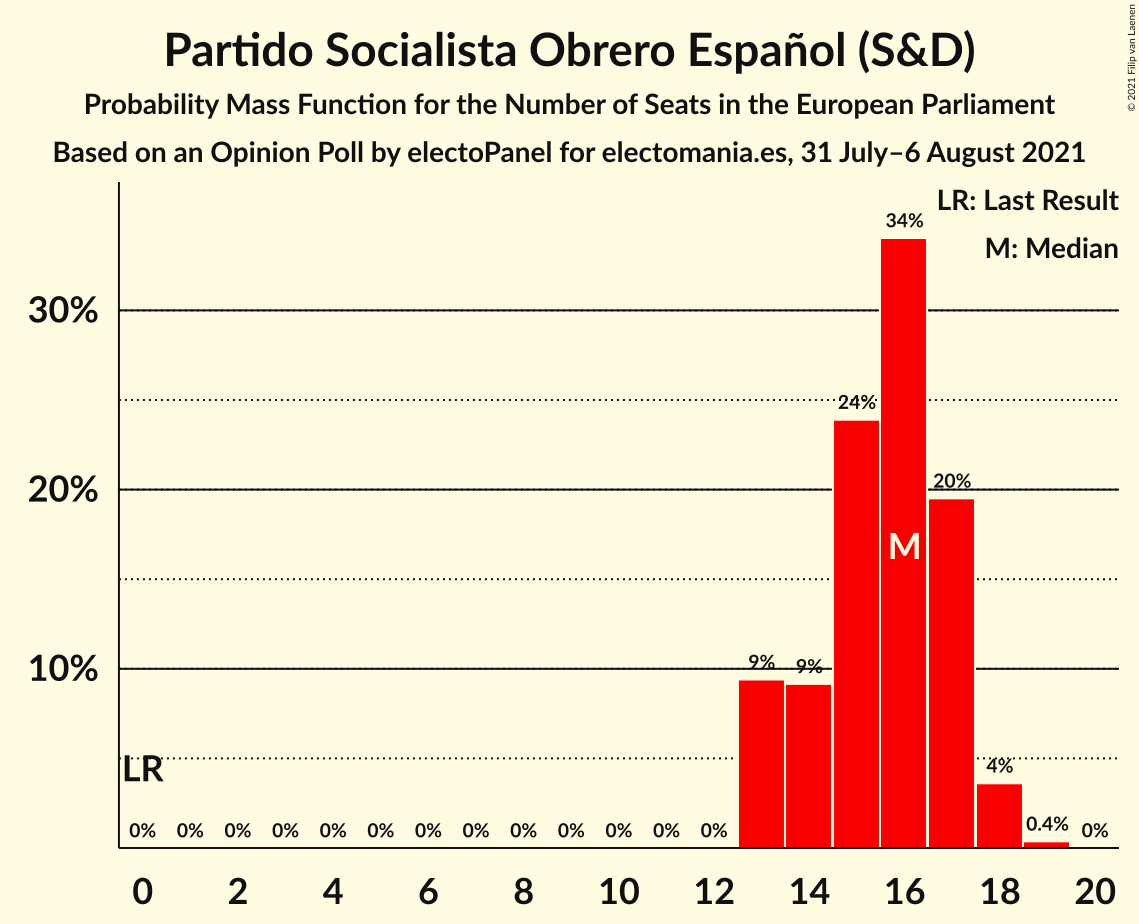 Partido Socialista Obrero Español (S&D)
Probability Mass Function for the Number of Seats in the European Parliament
Based on an Opinion Poll by electoPanel for electomania.es, 31 July–6 August 2021
© 2021 Filip van Laenen
LR: Last Result
M: Median
34%
30%
24%
20%
20%
M
10%
9% 9%
LR
4%
0% 0% 0% 0% 0% 0% 0% 0% 0% 0% 0% 0% 0% 0.4% 0%
0 2 4 6 8 10 12 14 16 18 20